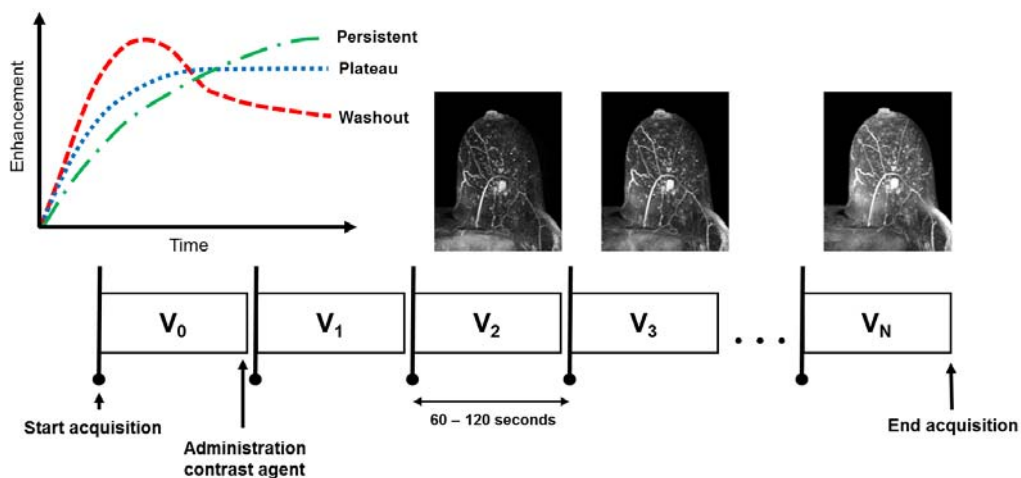 Enhancement
Persistent
Plateau
Washout
Time
V0
V1
V2
V3
VN
Start acquisition
Administration
contrast agent
60 – 120 seconds
End acquisition